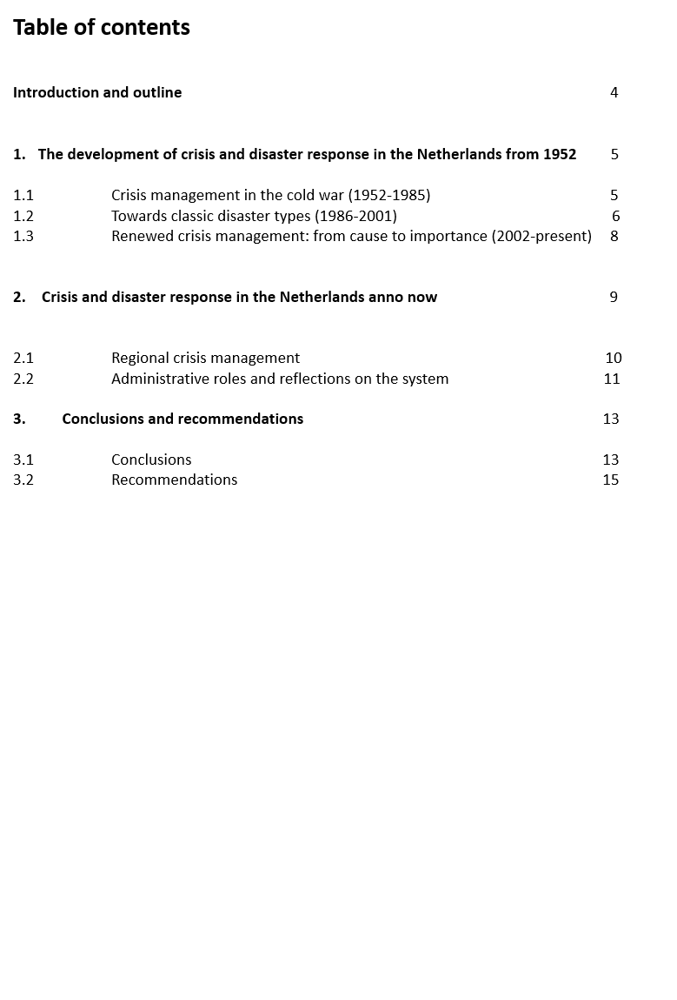 Table of contents
Introduction and outline 4
1. The development of crisis and disaster response in the Netherlands from 1952 5
1.1 Crisis management in the cold war (1952-1985) 5
1.2 Towards classic disaster types (1986-2001) 6
1.3 Renewed crisis management: from cause to importance (2002-present) 8
2. Crisis and disaster response in the Netherlands anno now 9
2.1 Regional crisis management 10
2.2 Administrative roles and reflections on the system 11
3. Conclusions and recommendations 13
3.1 Conclusions 13
3.2 Recommendations 15